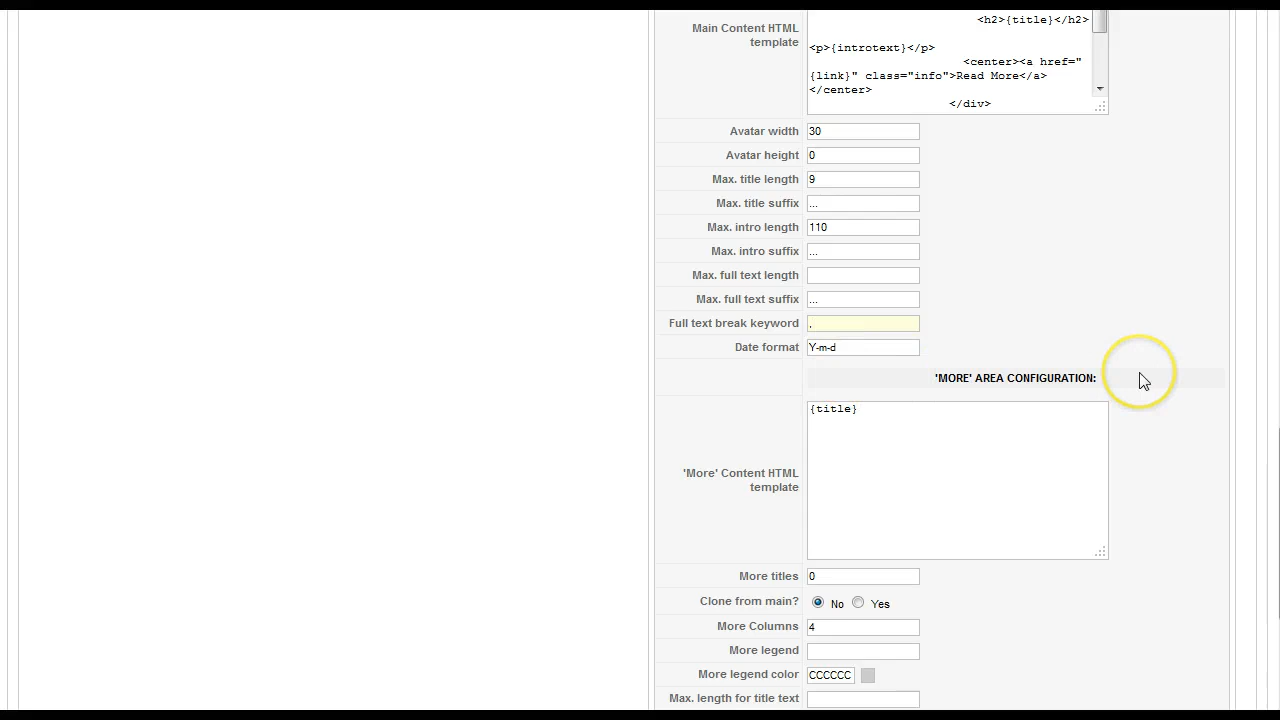 Main Content HTML
template
<h2>{title}</h2>
<p>{introtext}</p>
<center><a href="
{link}" class="info">Read More</a>
</center>
</div>
Avatar width 30
Avatar height 0
Max. title length 9
Max. title suffix ...
Max. intro length 110
Max. intro suffix ...
Max. full text length
Max. full text suffix ...
Full text break keyword ,
Date format Y-m-d
'MORE' AREA CONFIGURATION:
{title}
'More' Content HTML
template
More titles 0
Clone from main? No Yes
More Columns 4
More legend
More legend color CCCCCC
Max. length for title text